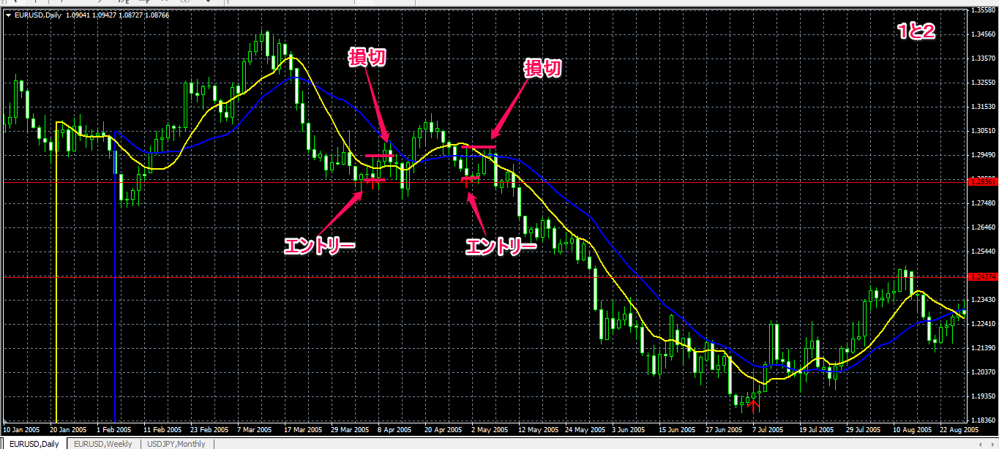 EURUSD,Daily 1.09041 1.09427 1.08727 1.08766
1と2
損切
損切
エントリー
エントリー
1.35580
1.34560
1.33570
1.32550
1.31530
1.30510
1.29490
1.27480
1.26460
1.25440
1.24374
1.23430
1.22410
1.21390
1.20370
1.19350
1.18360
10 Jan 2005 20 Jan 2005 1 Feb 2005 11 Feb 2005 23 Feb 2005 7 Mar 2005 17 Mar 2005 29 Mar 2005 8 Apr 2005 20 Apr 2005 2 May 2005 12 May 2005 24 May 2005 3 Jun 2005 15 Jun 2005 27 Jun 2005 7 Jul 2005 19 Jul 2005 29 Jul 2005 10 Aug 2005 22 Aug 2005
EURUSD,Daily EURUSD,Weekly USDJPY,Monthly